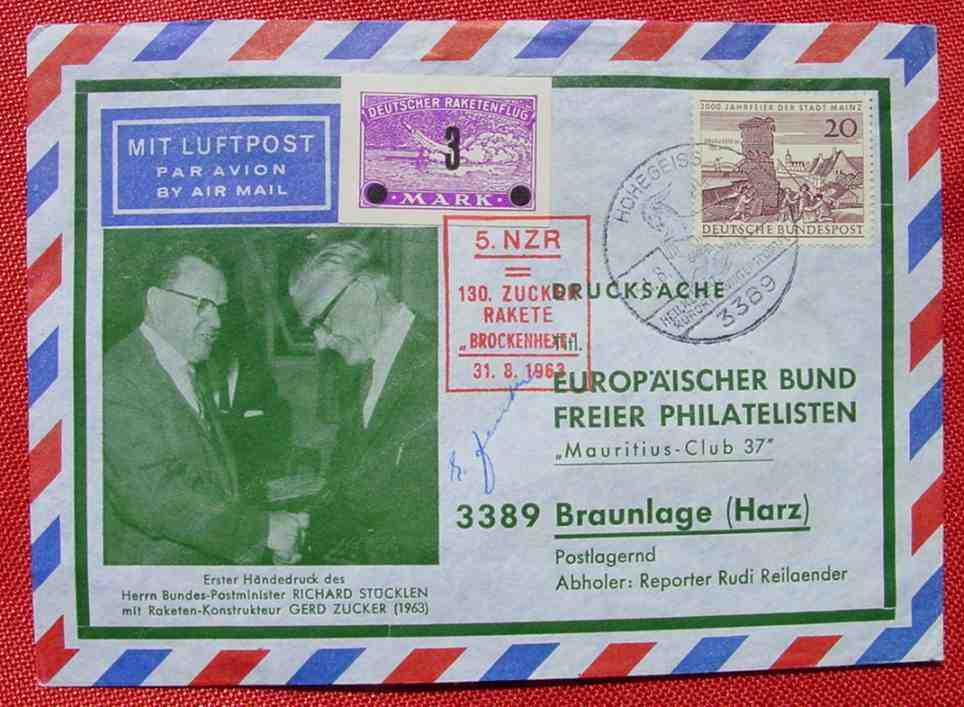 MIT LUFTPOST
PAR AVION
BY AIR MAIL
DEUTSCHER RAKETENFLUG
3
MARK
2000 JAHRFEIER DER STADT MAINZ
20
DEUTSCHE BUNDESPOST
HOHEGEISS
3389
5. NZR
=
130. ZUCKER
RAKETE
„BROCKENHEXE"
31. 8. 1963
DRUCKSACHE
EUROPÄISCHER BUND
FREIER PHILATELISTEN
„Mauritius-Club 37"
3389 Braunlage (Harz)
Postlagernd
Abholer: Reporter Rudi Reilaender
Erster Händedruck des
Herrn Bundes-Postminister RICHARD STÜCKLEN
mit Raketen-Konstrukteur GERD ZUCKER (1963)